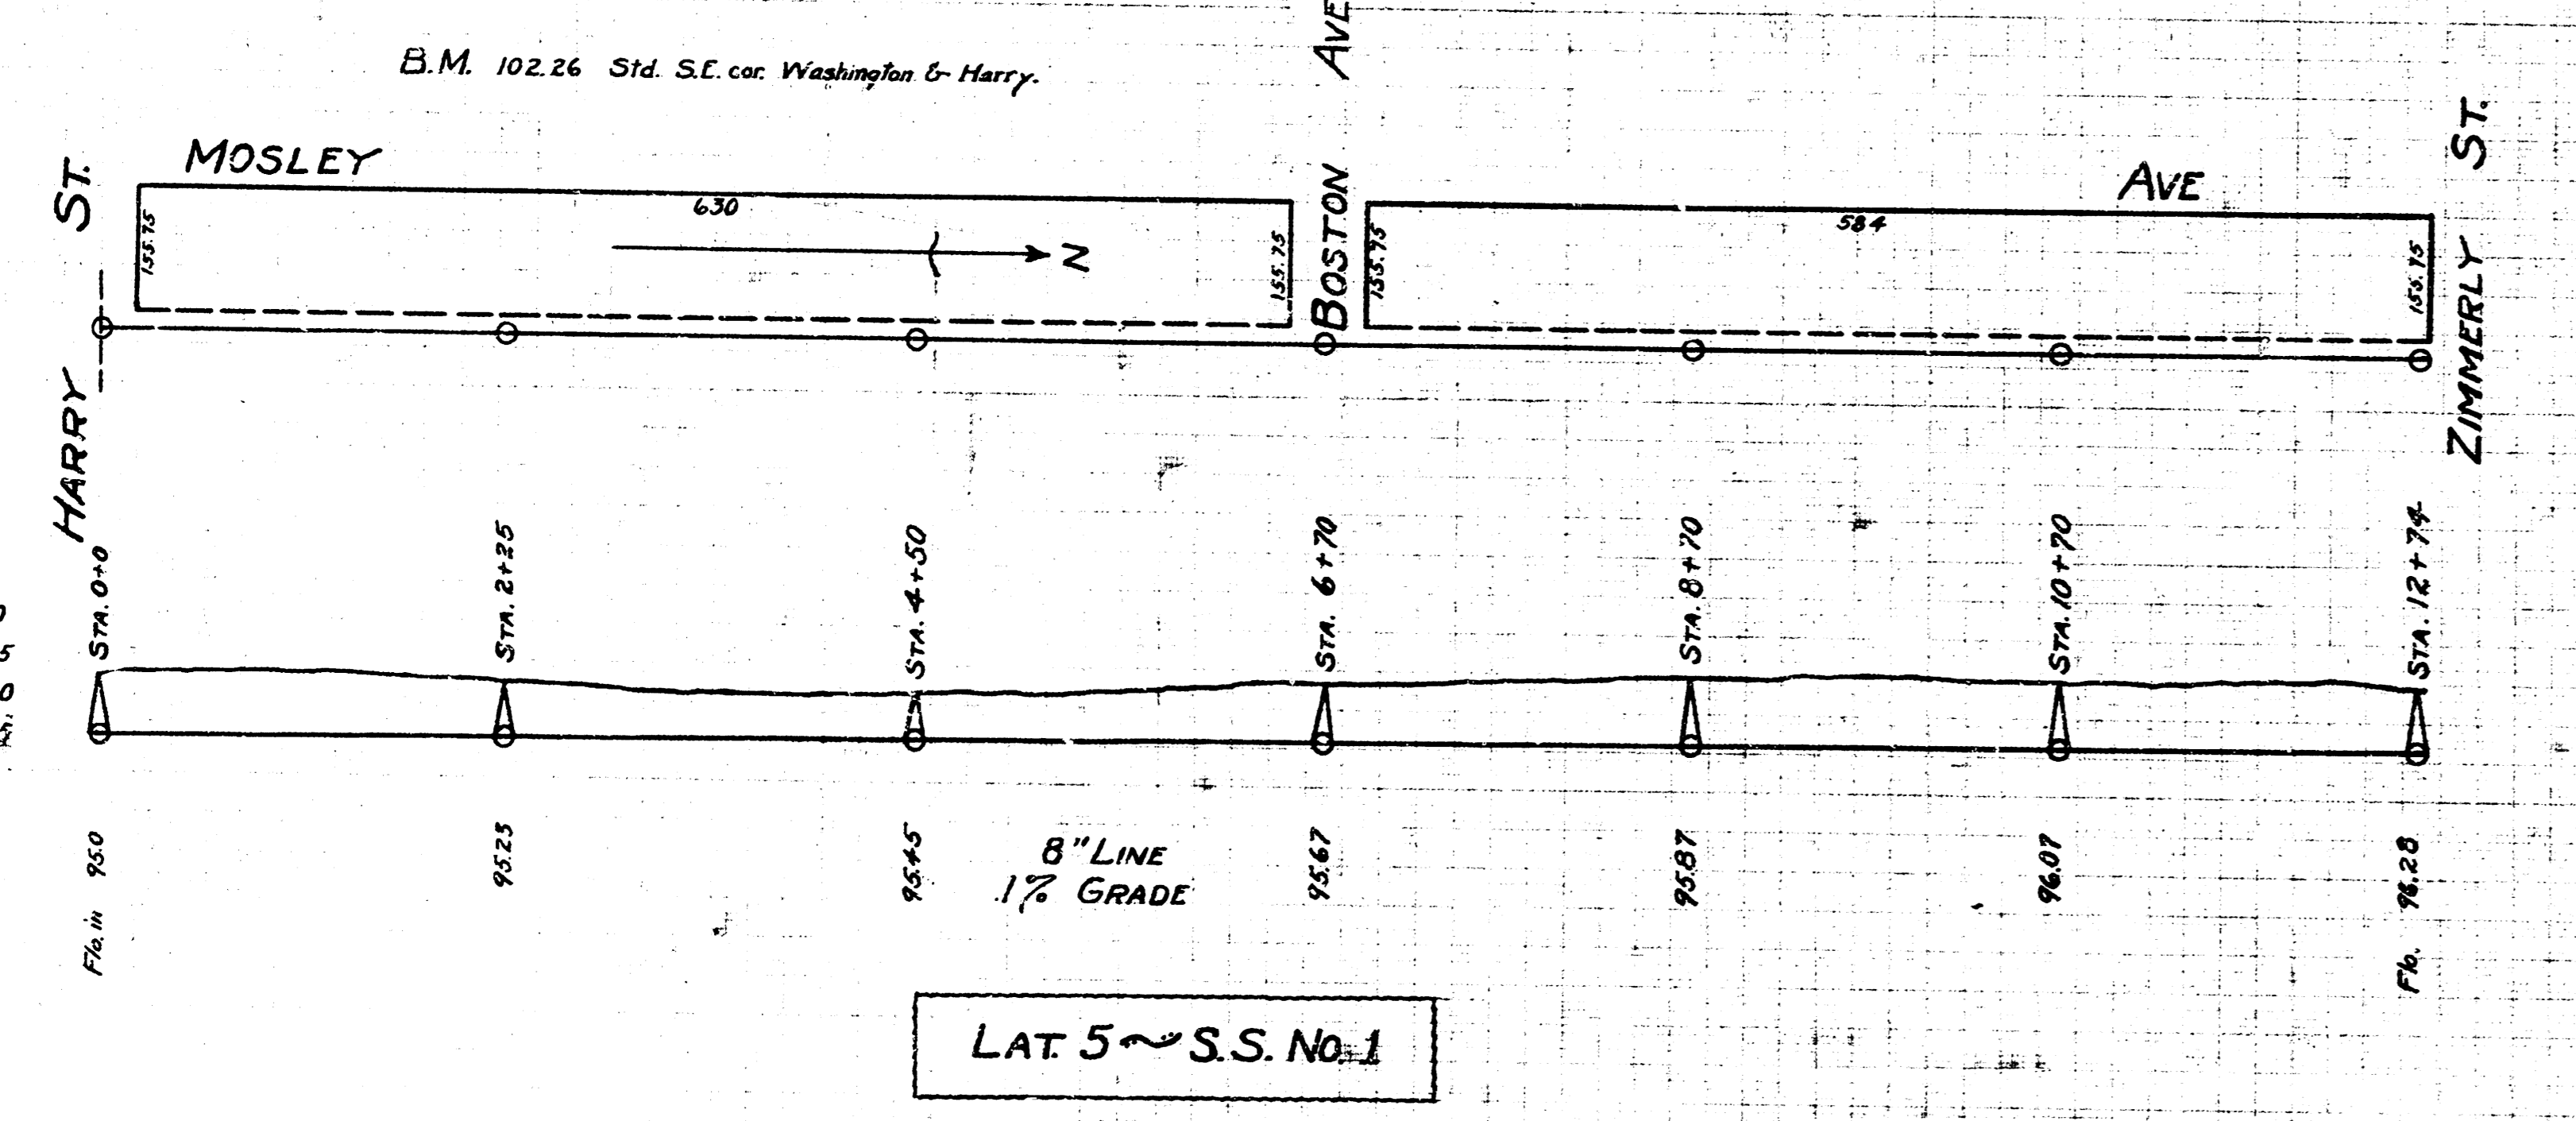 B.M. 102.26 Std. S.E. cor. Washington & Harry.
MOSLEY
AVE
HARRY ST.
BOSTON AVE
ZIMMERLY ST.
155.75
630
155.75
155.75
584
155.75
N
STA. 0+0
STA. 2+25
STA. 4+50
STA. 6+70
STA. 8+70
STA. 10+70
STA. 12+74
Flo. in 95.0
95.23
95.45
95.67
95.87
96.07
Flo. 96.28
8" LINE
.1% GRADE
LAT. 5 ~ S.S. NO. 1